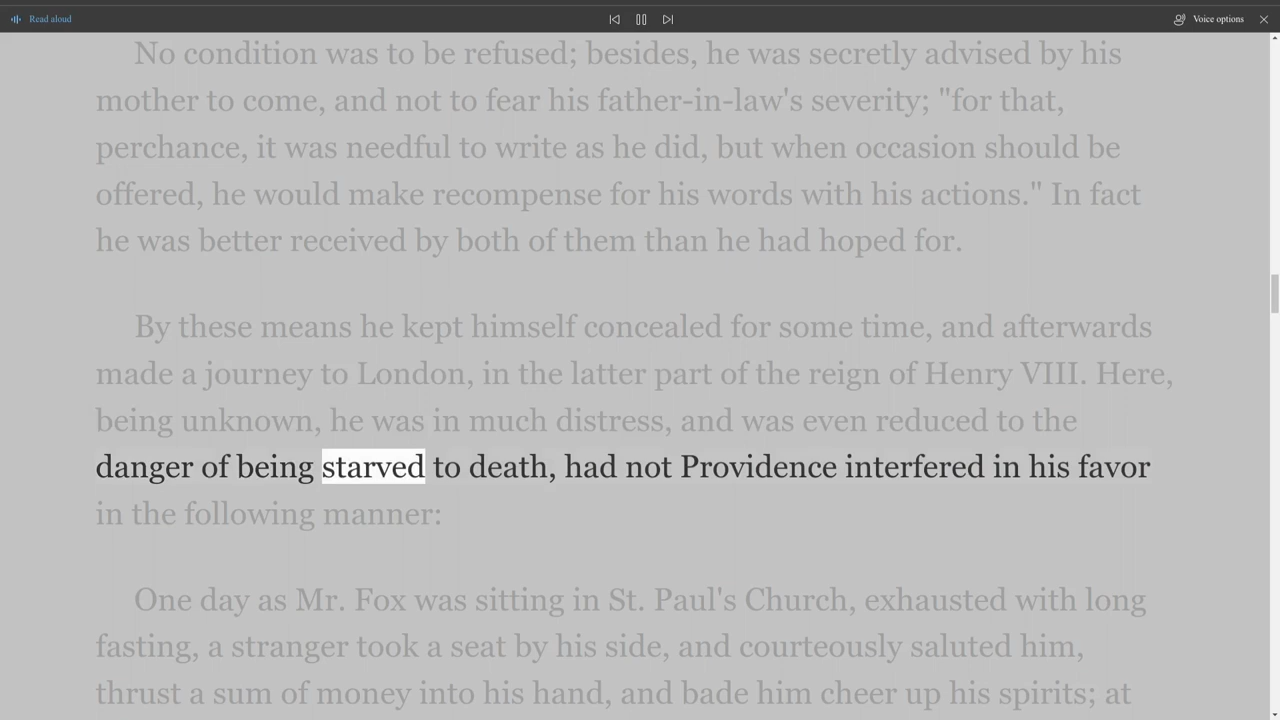 Read aloud
Voice options
No condition was to be refused; besides, he was secretly advised by his
mother to come, and not to fear his father-in-law's severity; "for that,
perchance, it was needful to write as he did, but when occasion should be
offered, he would make recompense for his words with his actions." In fact
he was better received by both of them than he had hoped for.
By these means he kept himself concealed for some time, and afterwards
made a journey to London, in the latter part of the reign of Henry VIII. Here,
being unknown, he was in much distress, and was even reduced to the
danger of being starved to death, had not Providence interfered in his favor
in the following manner:
One day as Mr. Fox was sitting in St. Paul's Church, exhausted with long
fasting, a stranger took a seat by his side, and courteously saluted him,
thrust a sum of money into his hand, and bade him cheer up his spirits; at